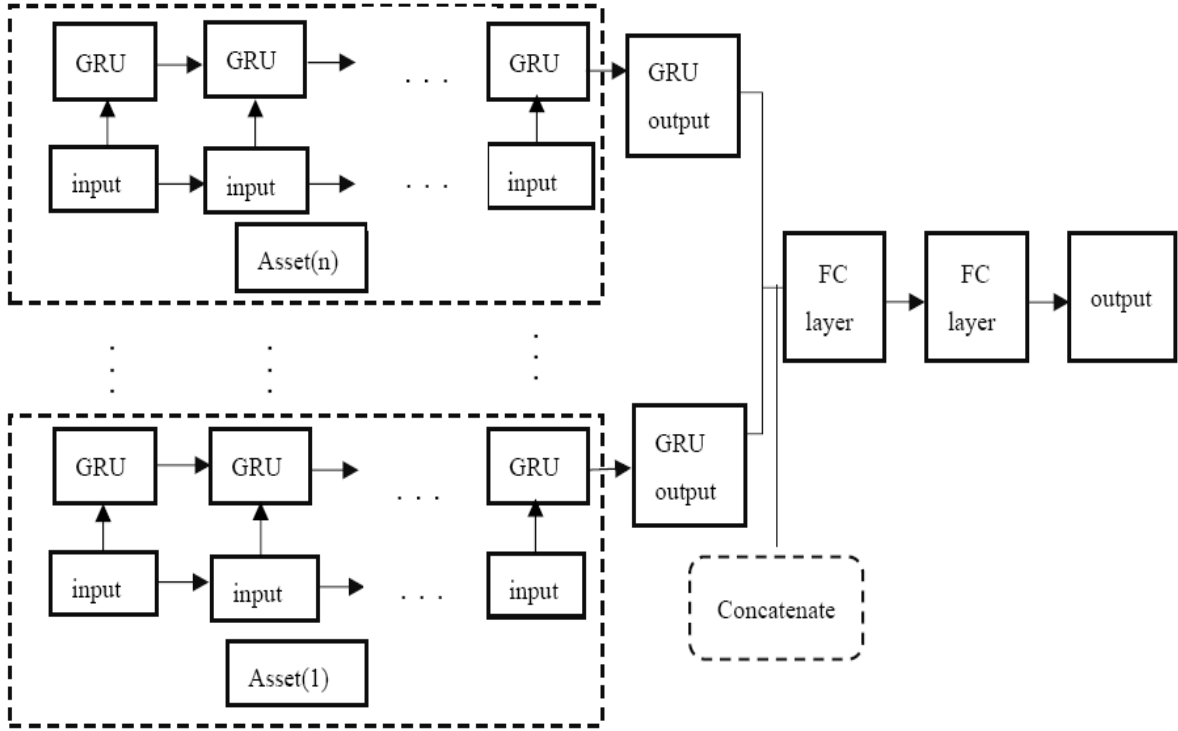 GRU
GRU
. . .
GRU
GRU
output
input
input
. . .
input
Asset(n)
FC
layer
FC
layer
output
GRU
GRU
. . .
GRU
GRU
output
input
input
. . .
input
Asset(1)
Concatenate